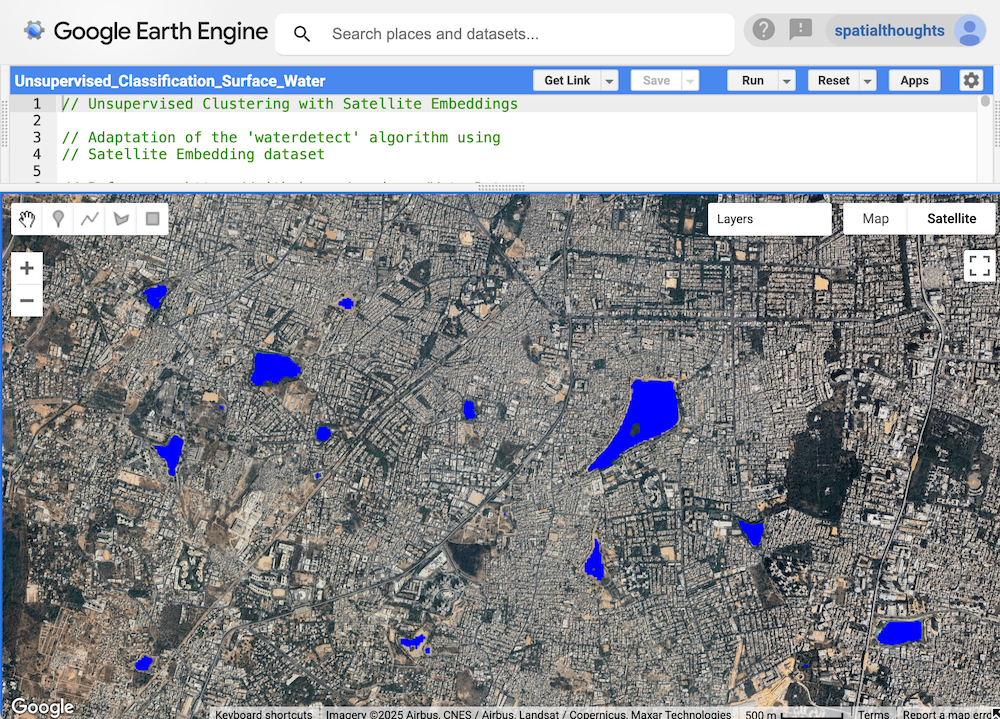 Google Earth Engine
Search places and datasets...
spatialthoughts
Unsupervised_Classification_Surface_Water
Get Link
Save
Run
Reset
Apps
1 // Unsupervised Clustering with Satellite Embeddings
2
3 // Adaptation of the 'waterdetect' algorithm using
4 // Satellite Embedding dataset
5
Layers
Map
Satellite
+
−
Google
Keyboard shortcuts
Imagery ©2025 Airbus, CNES / Airbus, Landsat / Copernicus, Maxar Technologies
500 m
Terms
Report a map error